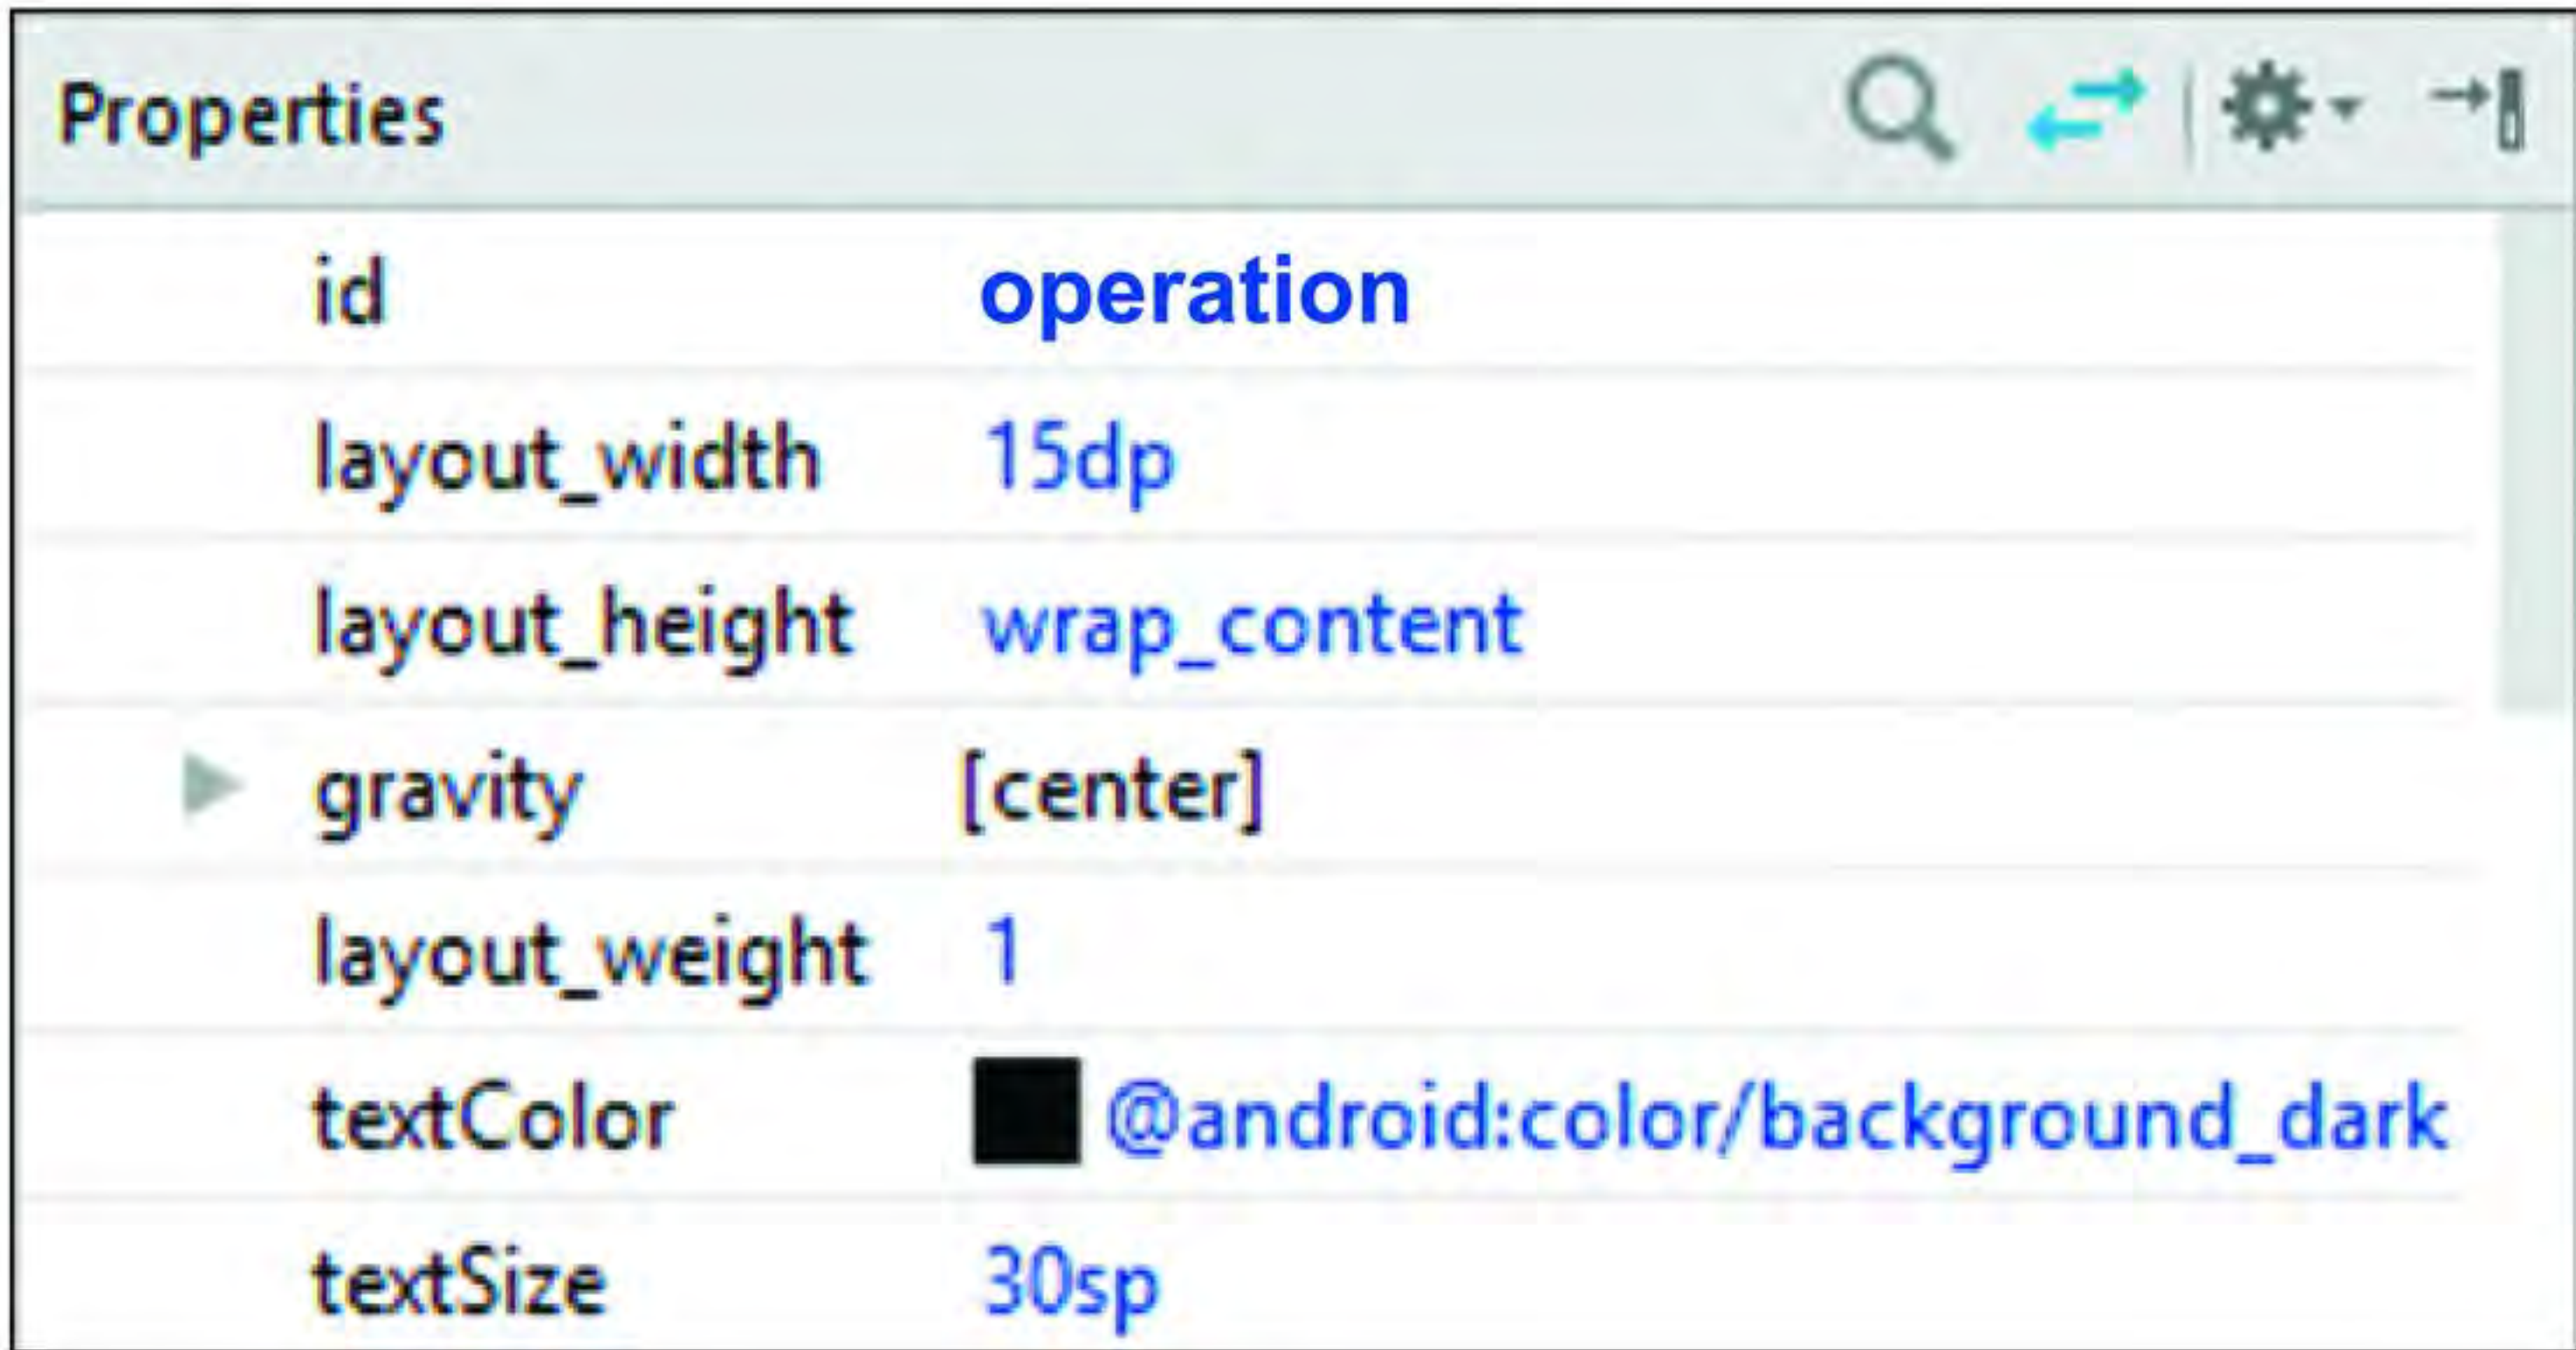 Properties
id operation
layout_width 15dp
layout_height wrap_content
gravity [center]
layout_weight 1
textColor @android:color/background_dark
textSize 30sp